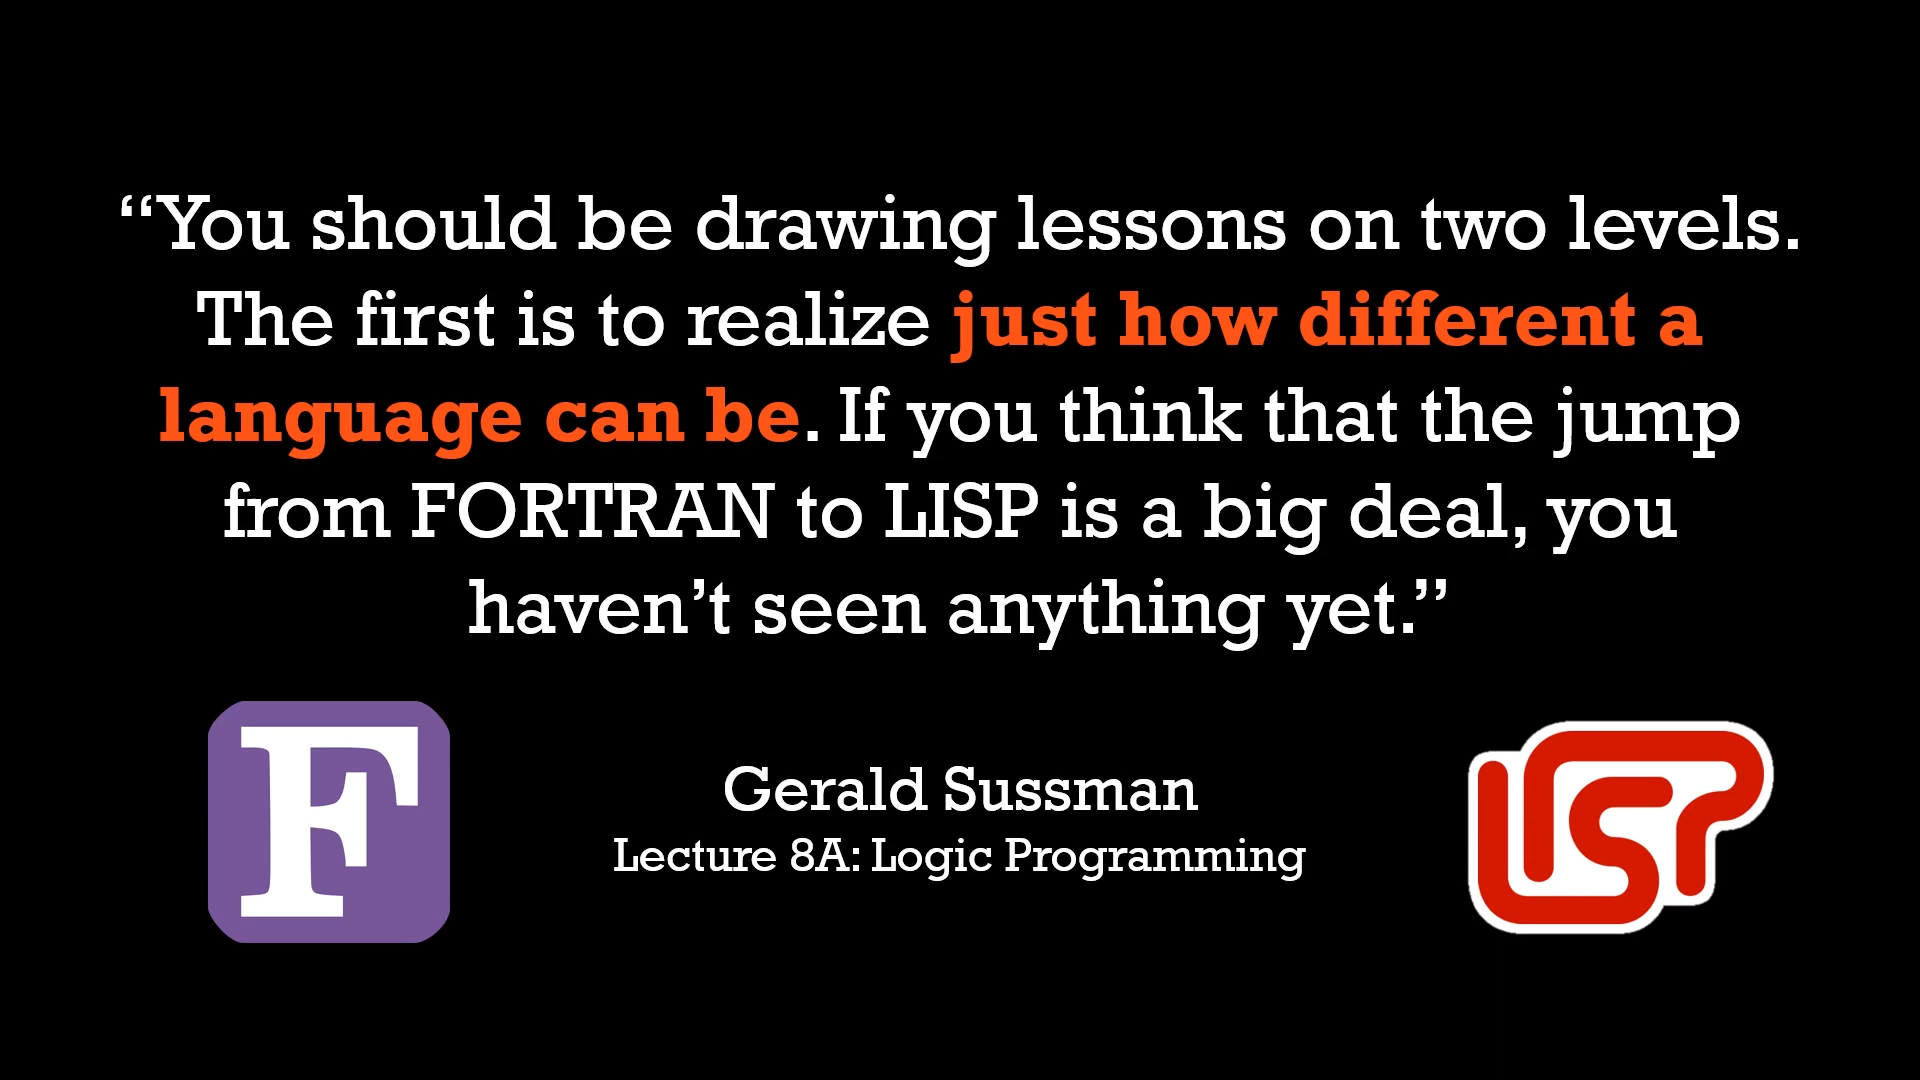 “You should be drawing lessons on two levels.
The first is to realize just how different a
language can be. If you think that the jump
from FORTRAN to LISP is a big deal, you
haven’t seen anything yet.”
F
Gerald Sussman
Lecture 8A: Logic Programming
LISP